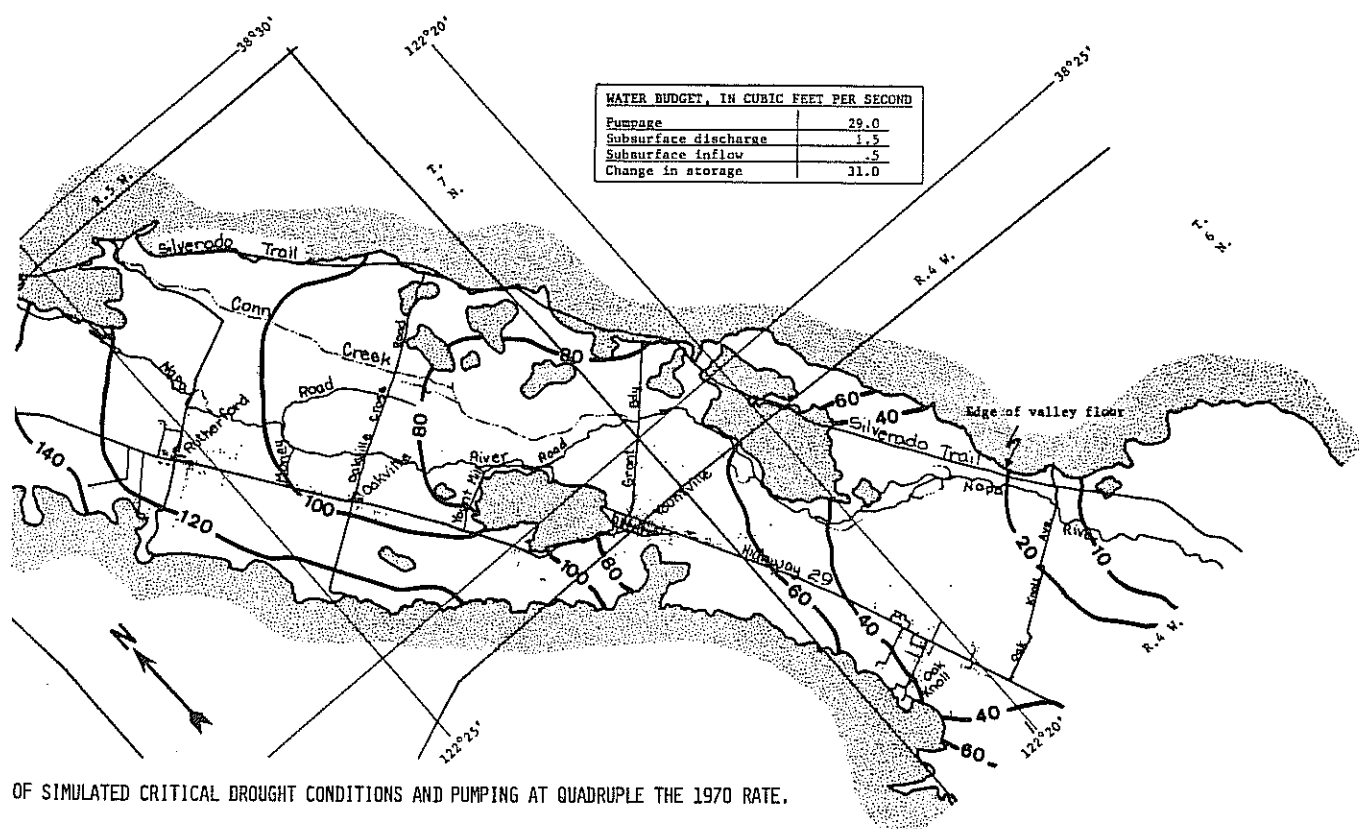 38°30'
122°20'
38°25'
WATER BUDGET, IN CUBIC FEET PER SECOND
Pumpage 29.0
Subsurface discharge 1.5
Subsurface inflow .5
Change in storage 31.0
R.5 W.
T. 7 N.
T. 6 N.
R.4 W.
Silverado Trail
Conn Creek
Road
Napa
Rutherford
Oakville Cross Road
Oakville
River Road
Yount Mill
Grant Bdy
Yountville
80
80
60
40
Edge of valley floor
Silverado Trail
Napa River
140
120
100
100
80
Highway 29
60
40
20
10
Oak Knoll Ave
R.4 W.
Oak Knoll
40
60
N
122°25'
122°20'
OF SIMULATED CRITICAL DROUGHT CONDITIONS AND PUMPING AT QUADRUPLE THE 1970 RATE.